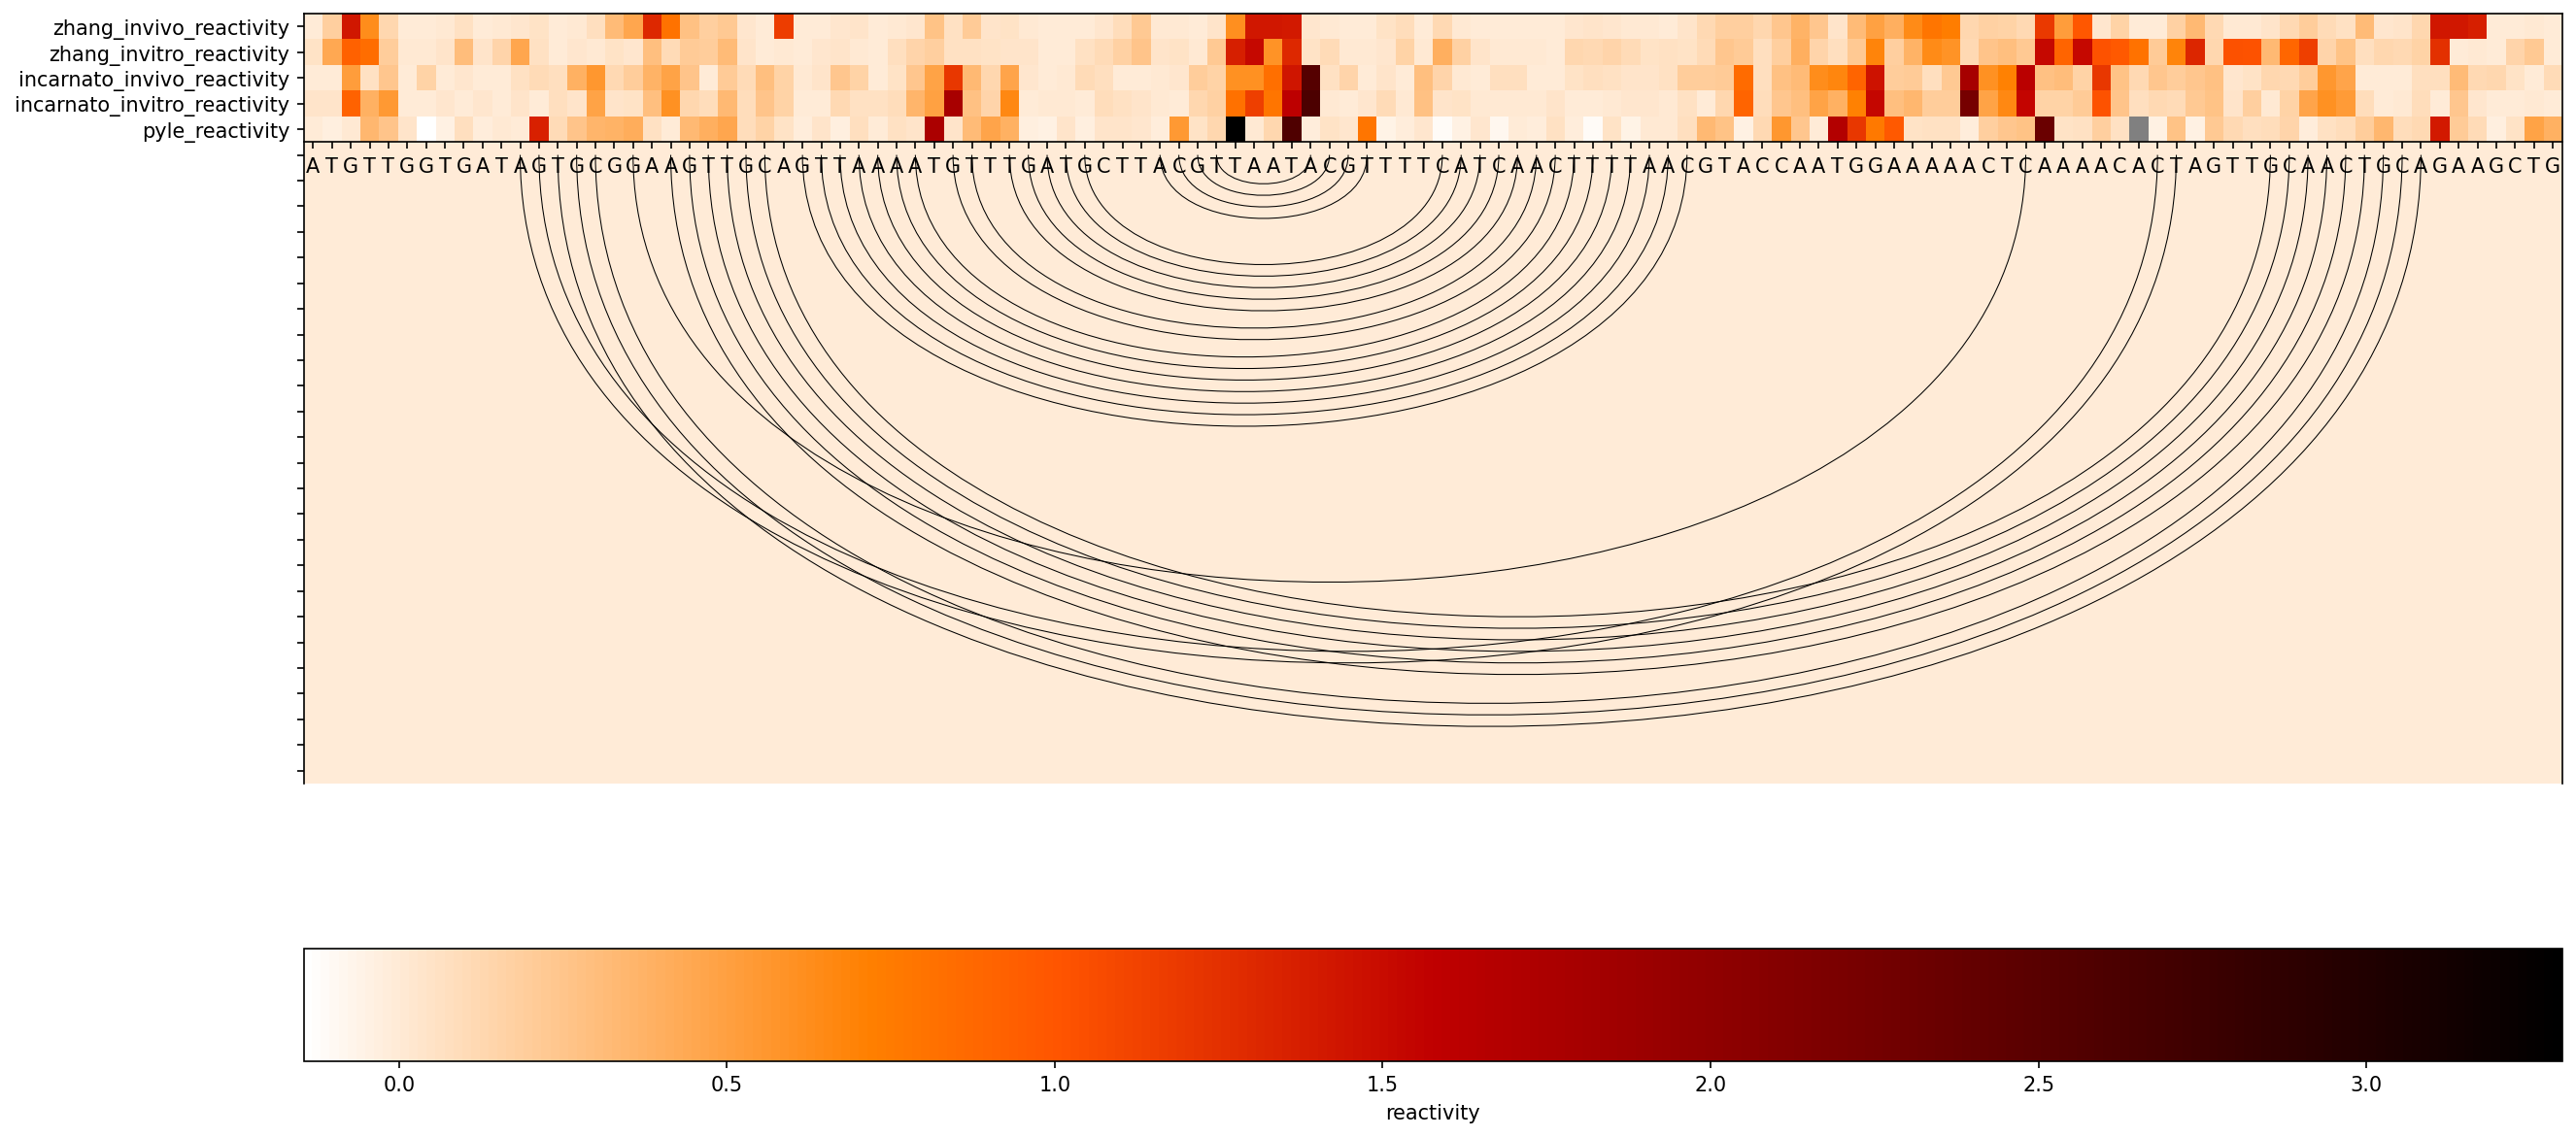 zhang_invivo_reactivity
zhang_invitro_reactivity
incarnato_invivo_reactivity
incarnato_invitro_reactivity
pyle_reactivity
A T G T T G G T G A T A G T G C G G A A G T T G C A G T T A A A A T G T T T G A T G C T T A C G T T A A T A C G T T T T C A T C A A C T T T T A A C G T A C C A A T G G A A A A A C T C A A A A C A C T A G T T G C A A C T G C A G A A G C T G
0.0 0.5 1.0 1.5 2.0 2.5 3.0
reactivity